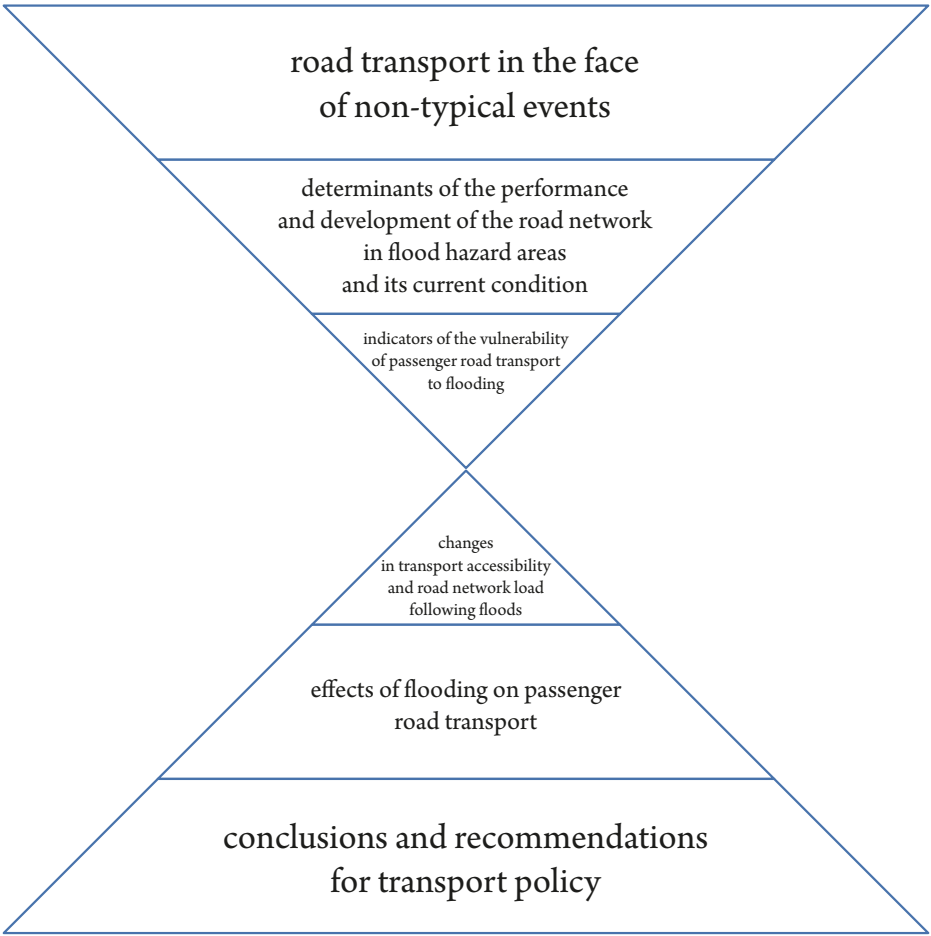 road transport in the face
of non-typical events
determinants of the performance
and development of the road network
in flood hazard areas
and its current condition
indicators of the vulnerability
of passenger road transport
to flooding
changes
in transport accessibility
and road network load
following floods
effects of flooding on passenger
road transport
conclusions and recommendations
for transport policy